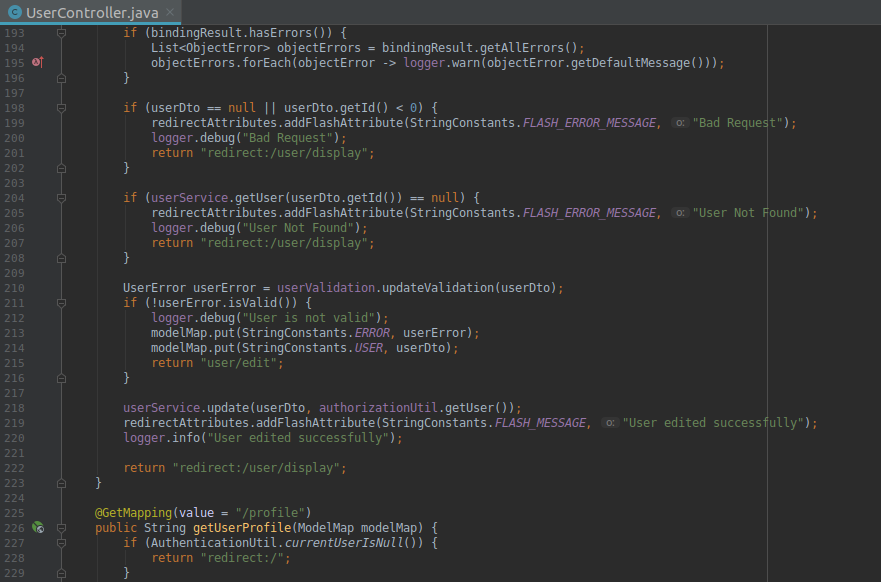 UserController.java
193 if (bindingResult.hasErrors()) {
194 List<ObjectError> objectErrors = bindingResult.getAllErrors();
195 objectErrors.forEach(objectError -> logger.warn(objectError.getDefaultMessage()));
196 }
197
198 if (userDto == null || userDto.getId() < 0) {
199 redirectAttributes.addFlashAttribute(StringConstants.FLASH_ERROR_MESSAGE, o: "Bad Request");
200 logger.debug("Bad Request");
201 return "redirect:/user/display";
202 }
203
204 if (userService.getUser(userDto.getId()) == null) {
205 redirectAttributes.addFlashAttribute(StringConstants.FLASH_ERROR_MESSAGE, o: "User Not Found");
206 logger.debug("User Not Found");
207 return "redirect:/user/display";
208 }
209
210 UserError userError = userValidation.updateValidation(userDto);
211 if (!userError.isValid()) {
212 logger.debug("User is not valid");
213 modelMap.put(StringConstants.ERROR, userError);
214 modelMap.put(StringConstants.USER, userDto);
215 return "user/edit";
216 }
217
218 userService.update(userDto, authorizationUtil.getUser());
219 redirectAttributes.addFlashAttribute(StringConstants.FLASH_MESSAGE, o: "User edited successfully");
220 logger.info("User edited successfully");
221
222 return "redirect:/user/display";
223 }
224
225 @GetMapping(value = "/profile")
226 public String getUserProfile(ModelMap modelMap) {
227 if (AuthenticationUtil.currentUserIsNull()) {
228 return "redirect:/";
229 }